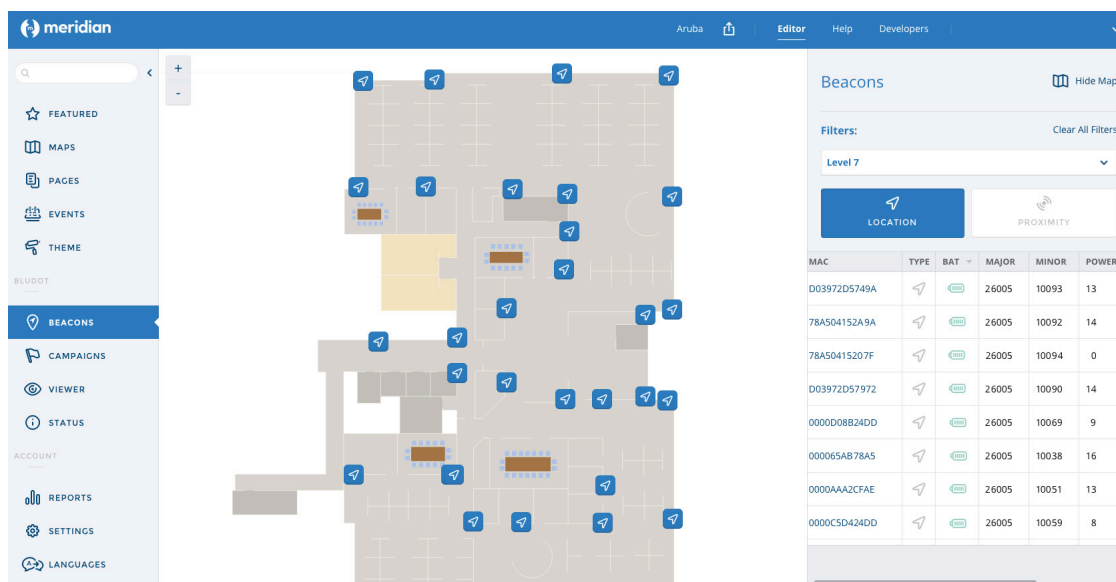 meridian
Aruba Editor Help Developers
+
-
FEATURED
MAPS
PAGES
EVENTS
THEME
BLUDOT
BEACONS
CAMPAIGNS
VIEWER
STATUS
ACCOUNT
REPORTS
SETTINGS
LANGUAGES
Beacons
Hide Map
Filters:
Clear All Filters
Level 7
LOCATION
PROXIMITY
MAC TYPE BAT MAJOR MINOR POWER
D03972D5749A 26005 10093 13
78A504152A9A 26005 10092 14
78A50415207F 26005 10094 0
D03972D57972 26005 10090 14
0000D08B24DD 26005 10069 9
000065AB78A5 26005 10038 16
0000AAA2CFAE 26005 10051 13
0000C5D424DD 26005 10059 8